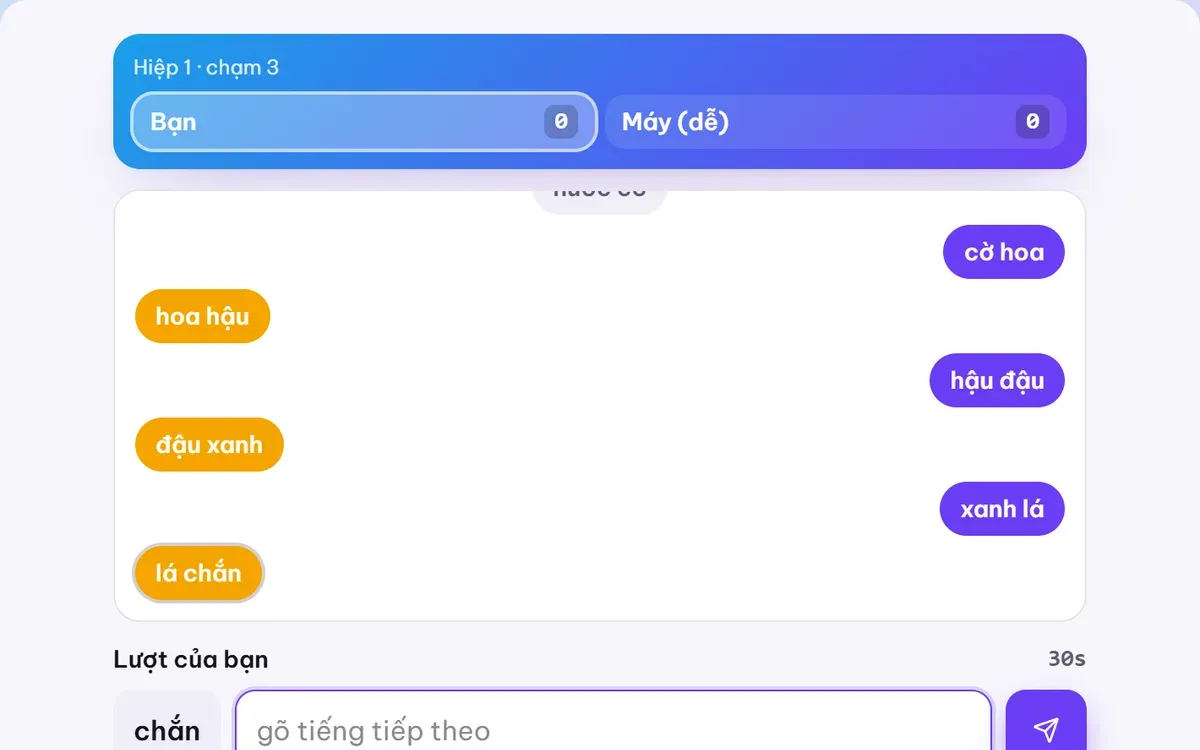 Hiệp 1 · chạm 3
Bạn 0 Máy (dễ) 0
cờ hoa
hoa hậu
hậu đậu
đậu xanh
xanh lá
lá chắn
Lượt của bạn 30s
chắn gõ tiếng tiếp theo